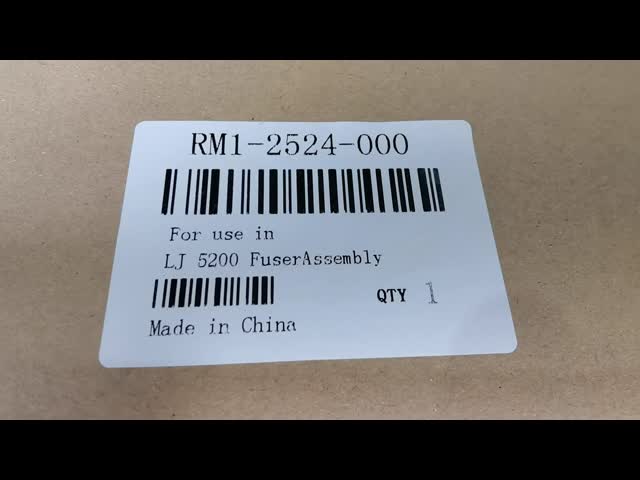 RM1-2524-000
For use in
LJ 5200 FuserAssembly
QTY 1
Made in China